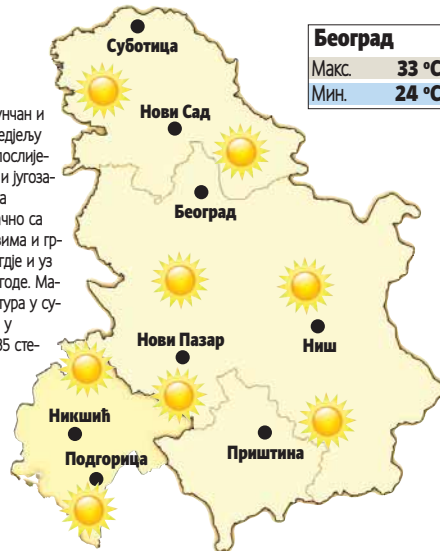 Суботица
Нови Сад
Београд
Нови Пазар
Ниш
Никшић
Приштина
Подгорица
Београд
Макс. 33 °C
Мин. 24 °C
унчан и
едјељу
послије-
и југоза-
а
ачно са
вима и гр-
гдје и уз
годе. Ма-
тура у су-
у
35 сте-